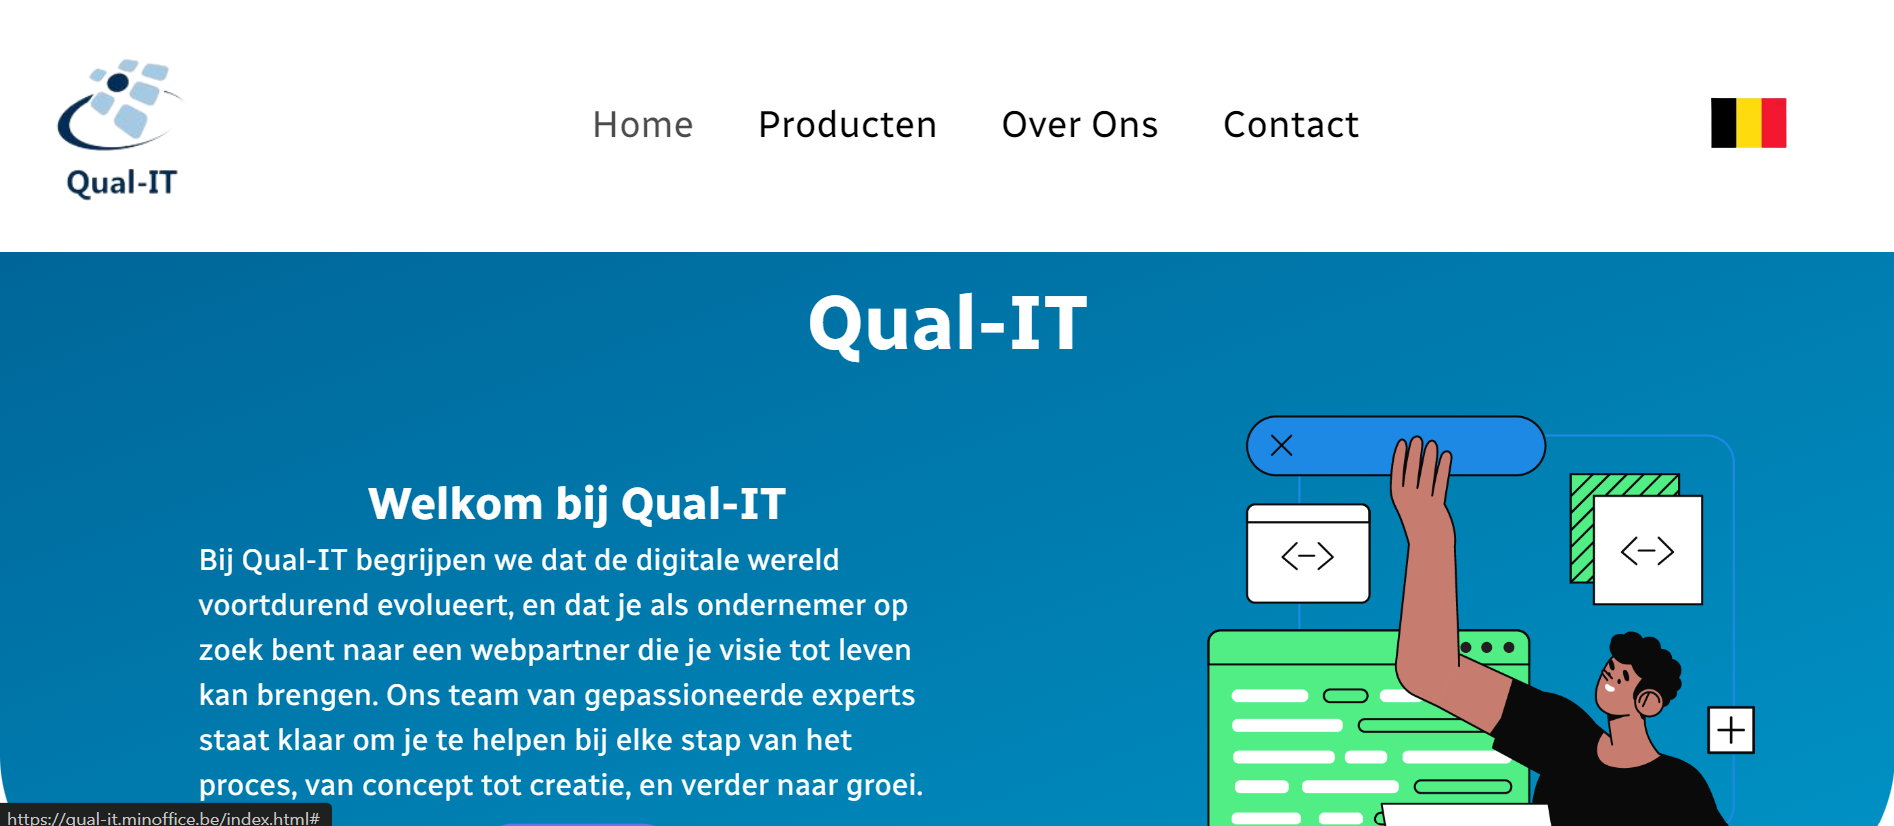 Qual-IT
Home Producten Over Ons Contact
Qual-IT
Welkom bij Qual-IT
Bij Qual-IT begrijpen we dat de digitale wereld
voortdurend evolueert, en dat je als ondernemer op
zoek bent naar een webpartner die je visie tot leven
kan brengen. Ons team van gepassioneerde experts
staat klaar om je te helpen bij elke stap van het
proces, van concept tot creatie, en verder naar groei.
https://qual-it.minoffice.be/index.html#